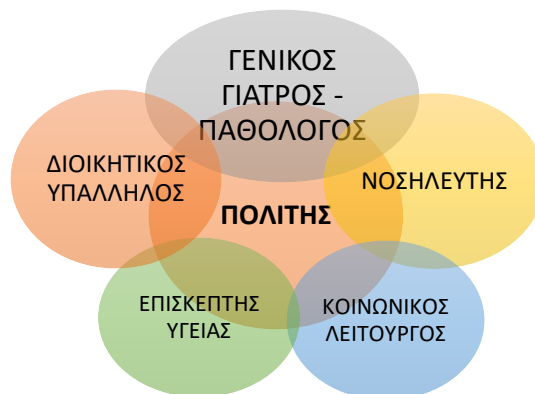 ΓΕΝΙΚΟΣ
ΓΙΑΤΡΟΣ -
ΠΑΘΟΛΟΓΟΣ
ΔΙΟΙΚΗΤΙΚΟΣ
ΥΠΑΛΛΗΛΟΣ
ΝΟΣΗΛΕΥΤΗΣ
ΠΟΛΙΤΗΣ
ΕΠΙΣΚΕΠΤΗΣ
ΥΓΕΙΑΣ
ΚΟΙΝΩΝΙΚΟΣ
ΛΕΙΤΟΥΡΓΟΣ